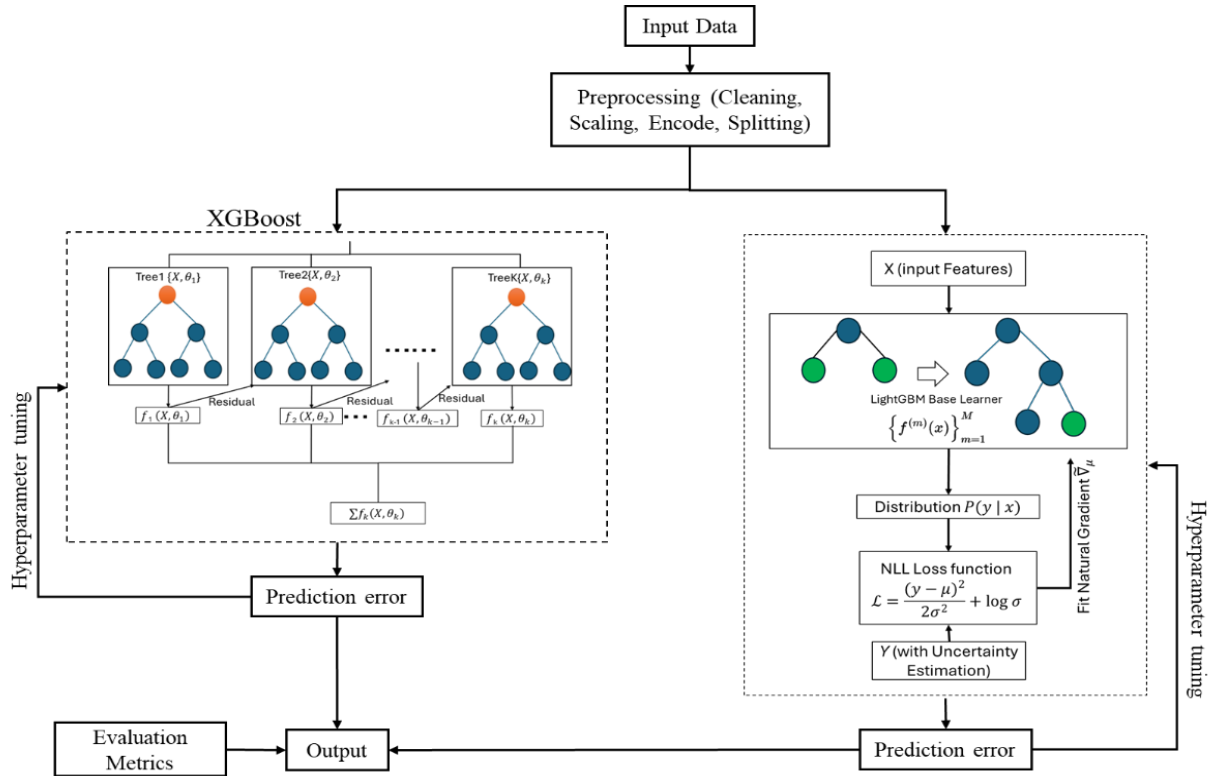 Input Data
Preprocessing (Cleaning,
Scaling, Encode, Splitting)
XGBoost
Tree1 {X, θ₁}
Tree2{X, θ₂}
TreeK{X, θₖ}
......
Residual
Residual
Residual
f₁(X, θ₁)
f₂(X, θ₂)
...
fₖ₋₁(X, θₖ₋₁)
fₖ(X, θₖ)
∑fₖ(X, θₖ)
Hyperparameter tuning
Prediction error
X (input Features)
LightGBM Base Learner
{f⁽ᵐ⁾(x)}ᴹₘ₌₁
Distribution P(y | x)
NLL Loss function
ℒ = (y − μ)²/2σ² + log σ
Fit Natural Gradient ∇̃μ
Y (with Uncertainty
Estimation)
Hyperparameter tuning
Evaluation
Metrics
Output
Prediction error